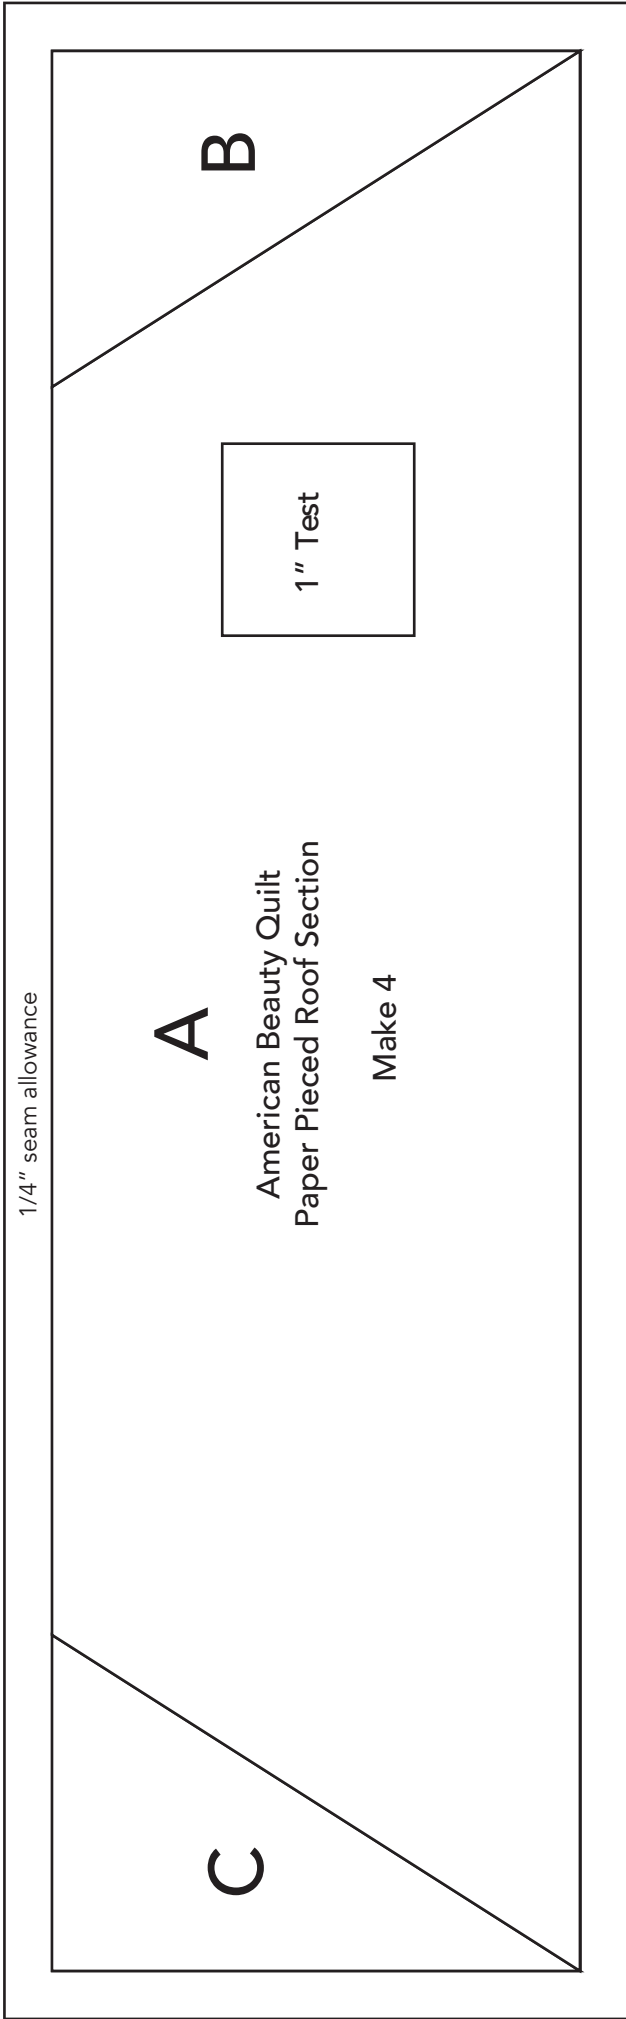 1/4" seam allowance
C
A
B
American Beauty Quilt
Paper Pieced Roof Section
Make 4
1" Test